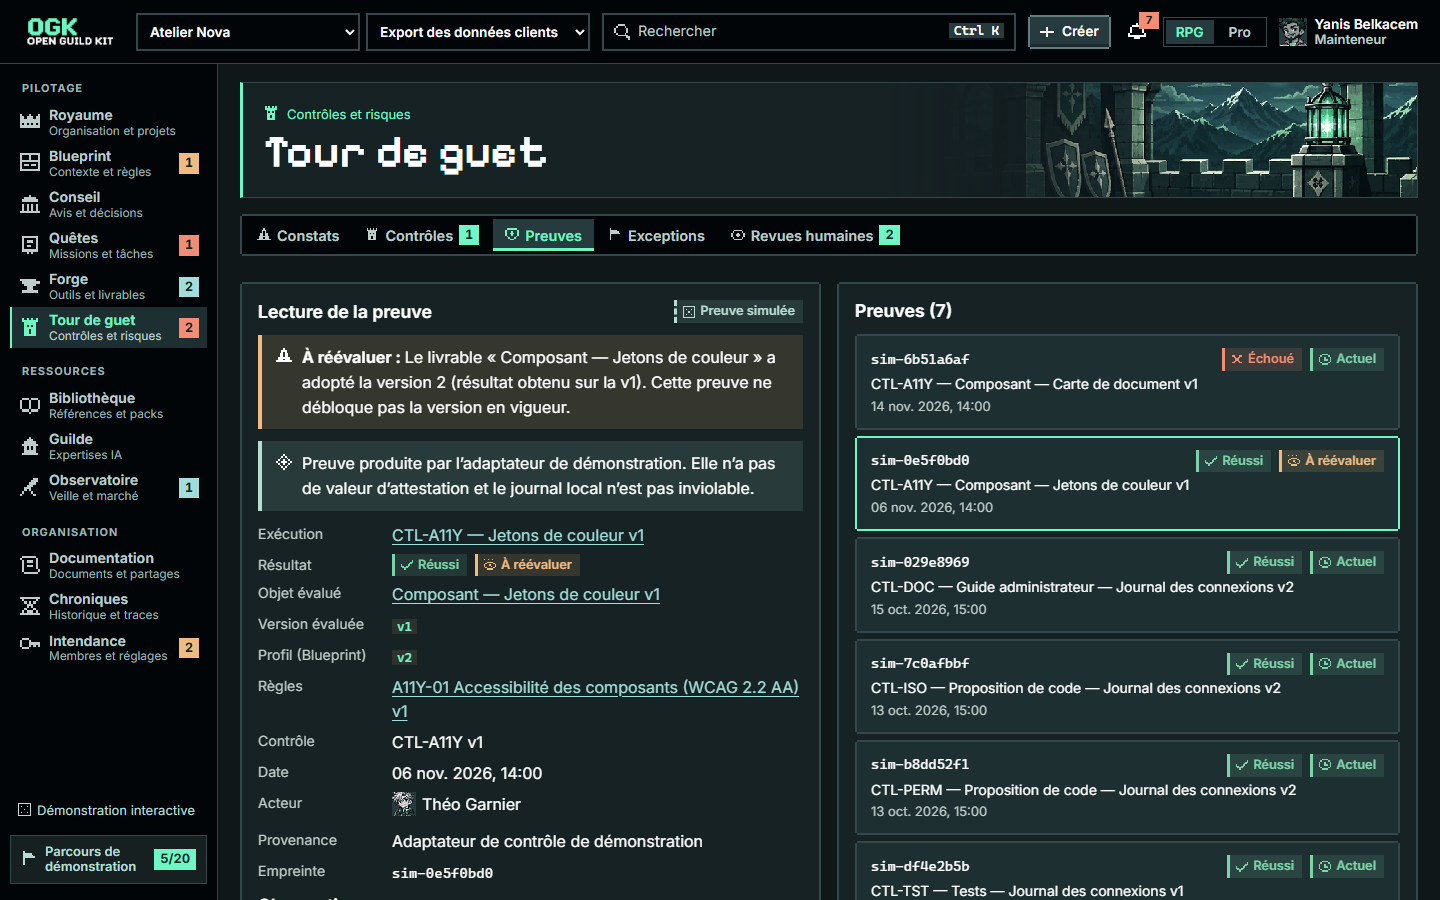 OGK
OPEN GUILD KIT
Atelier Nova
Export des données clients
Rechercher
Ctrl K
Créer
7
RPG
Pro
Yanis Belkacem
Mainteneur
PILOTAGE
Royaume
Organisation et projets
Blueprint
Contexte et règles
1
Conseil
Avis et décisions
Quêtes
Missions et tâches
1
Forge
Outils et livrables
2
Tour de guet
Contrôles et risques
2
RESSOURCES
Bibliothèque
Références et packs
Guilde
Expertises IA
Observatoire
Veille et marché
1
ORGANISATION
Documentation
Documents et partages
Chroniques
Historique et traces
Intendance
Membres et réglages
2
Démonstration interactive
Parcours de
démonstration
5/20
Contrôles et risques
Tour de guet
Constats
Contrôles 1
Preuves
Exceptions
Revues humaines 2
Lecture de la preuve
Preuve simulée
À réévaluer : Le livrable « Composant — Jetons de couleur » a
adopté la version 2 (résultat obtenu sur la v1). Cette preuve ne
débloque pas la version en vigueur.
Preuve produite par l’adaptateur de démonstration. Elle n’a pas
de valeur d’attestation et le journal local n’est pas inviolable.
Exécution CTL-A11Y — Jetons de couleur v1
Résultat Réussi À réévaluer
Objet évalué Composant — Jetons de couleur v1
Version évaluée v1
Profil (Blueprint) v2
Règles A11Y-01 Accessibilité des composants (WCAG 2.2 AA)
v1
Contrôle CTL-A11Y v1
Date 06 nov. 2026, 14:00
Acteur Théo Garnier
Provenance Adaptateur de contrôle de démonstration
Empreinte sim-0e5f0bd0
Preuves (7)
sim-6b51a6af Échoué Actuel
CTL-A11Y — Composant — Carte de document v1
14 nov. 2026, 14:00
sim-0e5f0bd0 Réussi À réévaluer
CTL-A11Y — Composant — Jetons de couleur v1
06 nov. 2026, 14:00
sim-029e8969 Réussi Actuel
CTL-DOC — Guide administrateur — Journal des connexions v2
15 oct. 2026, 15:00
sim-7c0afbbf Réussi Actuel
CTL-ISO — Proposition de code — Journal des connexions v2
13 oct. 2026, 15:00
sim-b8dd52f1 Réussi Actuel
CTL-PERM — Proposition de code — Journal des connexions v2
13 oct. 2026, 15:00
sim-df4e2b5b Réussi Actuel
CTL-TST — Tests — Journal des connexions v1